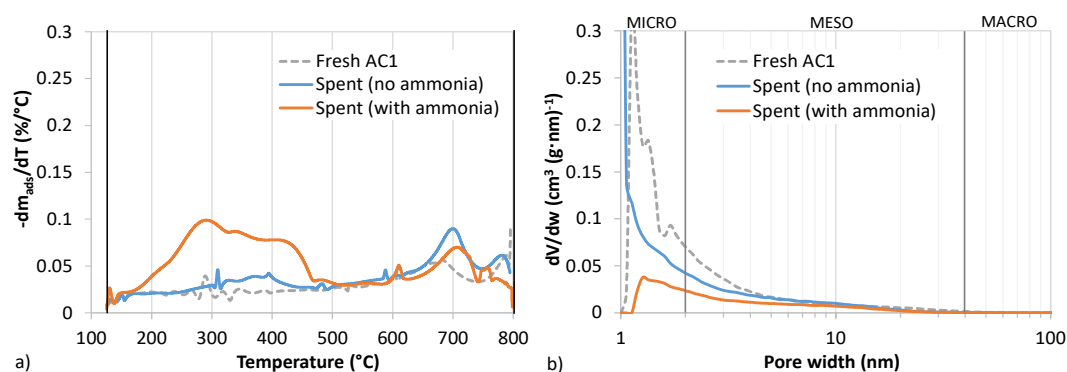 0.3
0.25
0.2
0.15
0.1
0.05
0
-dm_ads/dT (%/°C)
Fresh AC1
Spent (no ammonia)
Spent (with ammonia)
100 200 300 400 500 600 700 800
Temperature (°C)
a)
MICRO MESO MACRO
0.3
0.25
0.2
0.15
0.1
0.05
0
dV/dw (cm³ (g·nm)⁻¹
Fresh AC1
Spent (no ammonia)
Spent (with ammonia)
1 10 100
Pore width (nm)
b)